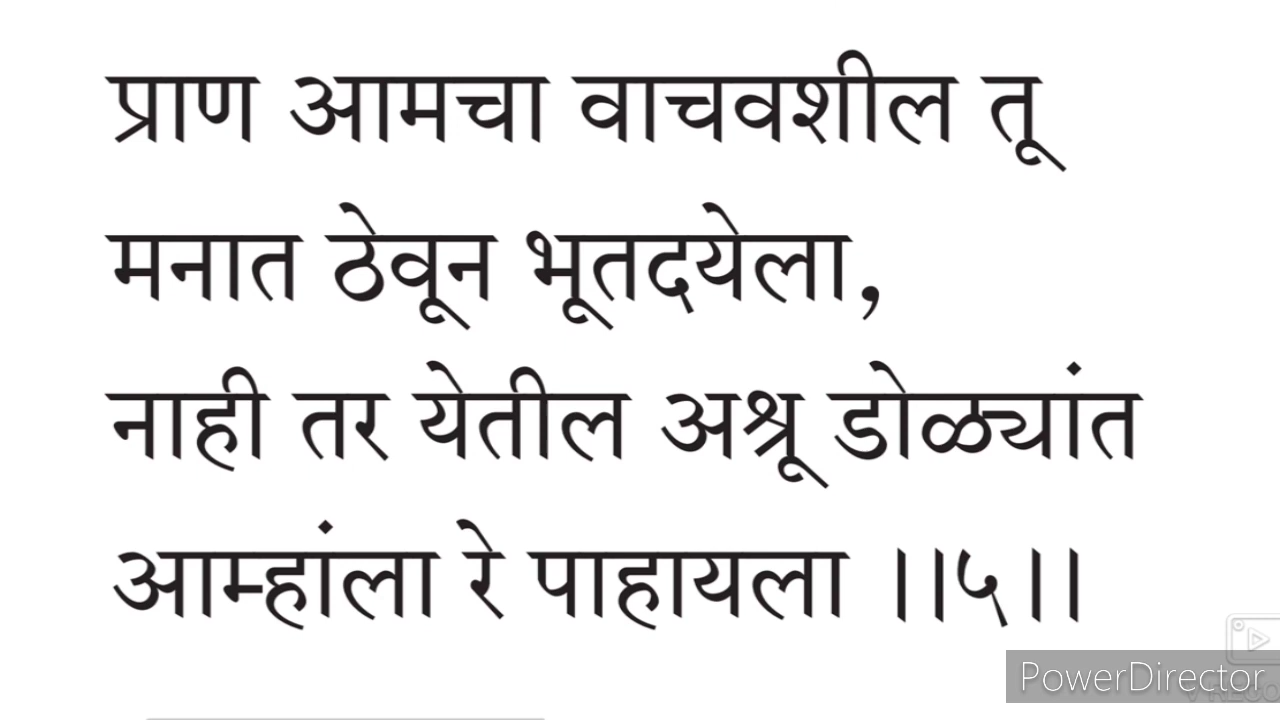 प्राण आमचा वाचवशील तू
मनात ठेवून भूतदयेला,
नाही तर येतील अश्रू डोळ्यांत
आम्हांला रे पाहायला ।।५।।
PowerDirector